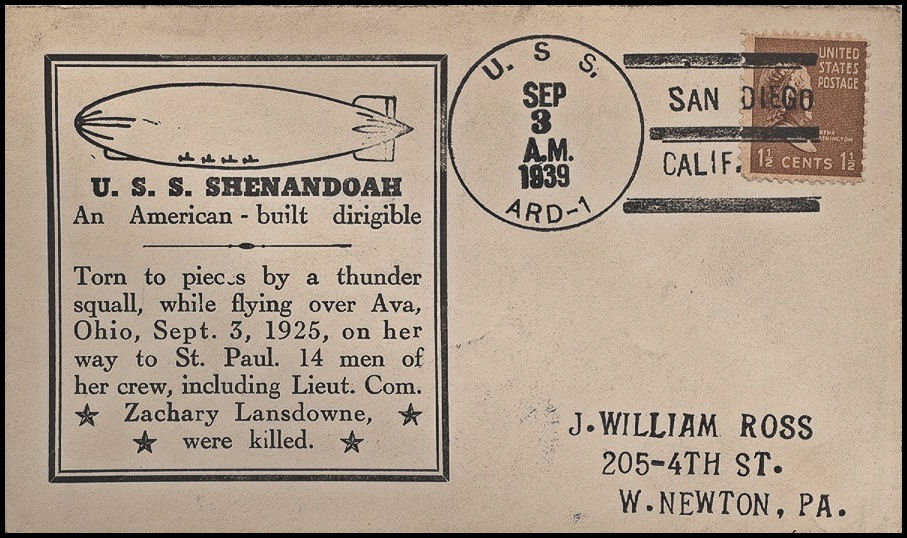 U. S. S. SHENANDOAH
An American - built dirigible
Torn to pieces by a thunder
squall, while flying over Ava,
Ohio, Sept. 3, 1925, on her
way to St. Paul. 14 men of
her crew, including Lieut. Com.
Zachary Lansdowne,
were killed.
U. S. S.
SEP
3
A.M.
1939
ARD-1
SAN DIEGO
CALIF.
UNITED
STATES
POSTAGE
WASHINGTON
1½ CENTS 1½
J. WILLIAM ROSS
205-4TH ST.
W. NEWTON, PA.